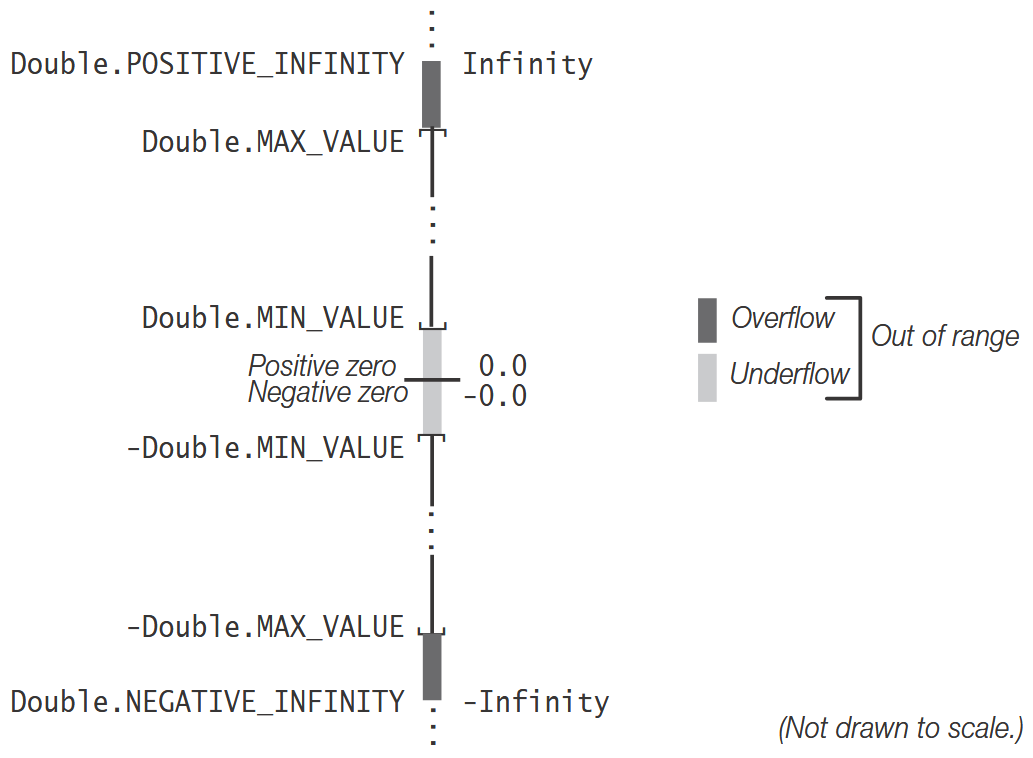 Double.POSITIVE_INFINITY Infinity
Double.MAX_VALUE
Double.MIN_VALUE
Overflow
Out of range
Positive zero 0.0
Underflow
Negative zero -0.0
-Double.MIN_VALUE
-Double.MAX_VALUE
Double.NEGATIVE_INFINITY -Infinity
(Not drawn to scale.)